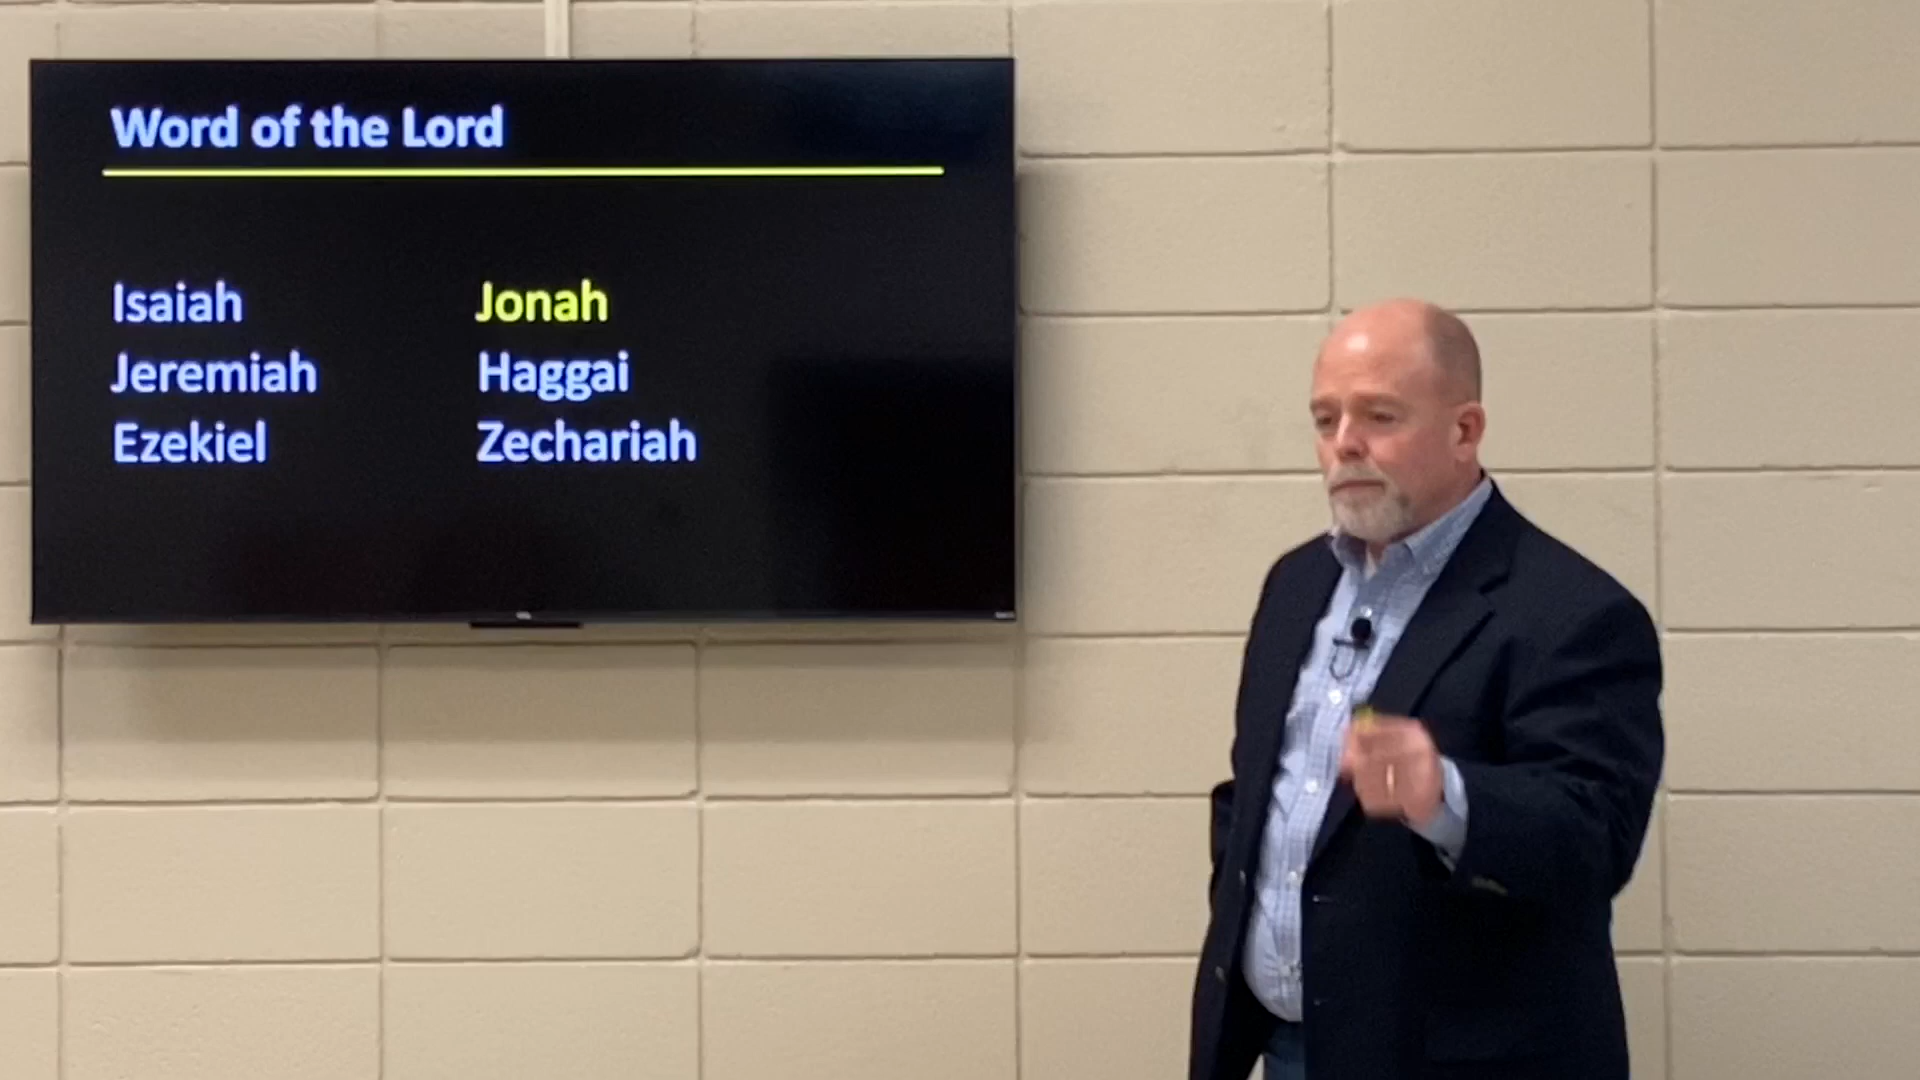 Word of the Lord
Isaiah
Jeremiah
Ezekiel
Jonah
Haggai
Zechariah